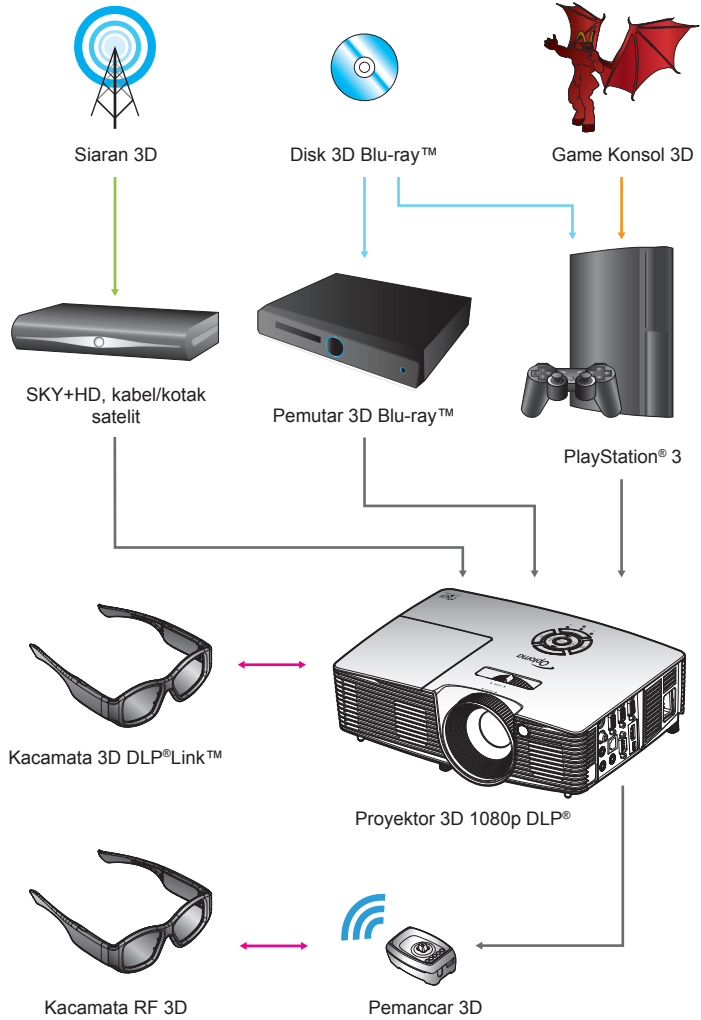 Siaran 3D
Disk 3D Blu-ray™
Game Konsol 3D
SKY+HD, kabel/kotak
satelit
Pemutar 3D Blu-ray™
PlayStation® 3
Optoma
Kacamata 3D DLP®Link™
Proyektor 3D 1080p DLP®
Kacamata RF 3D
Pemancar 3D